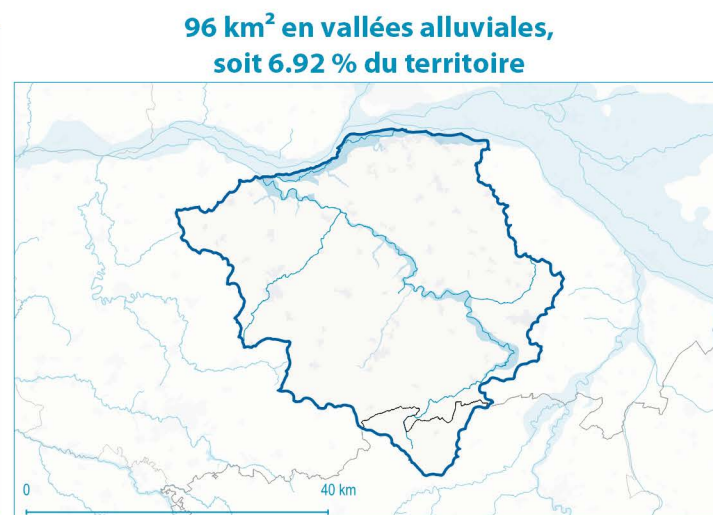 96 km² en vallées alluviales,
soit 6.92 % du territoire
0 40 km